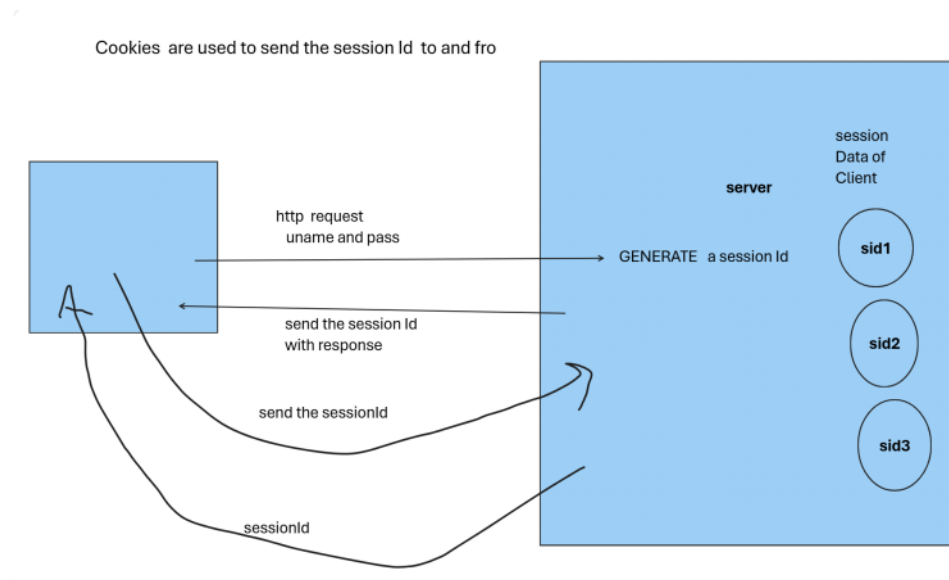 Cookies are used to send the session Id to and fro
session
Data of
Client
server
http request
uname and pass
GENERATE a session Id
sid1
send the session Id
with response
sid2
send the sessionId
sid3
sessionId